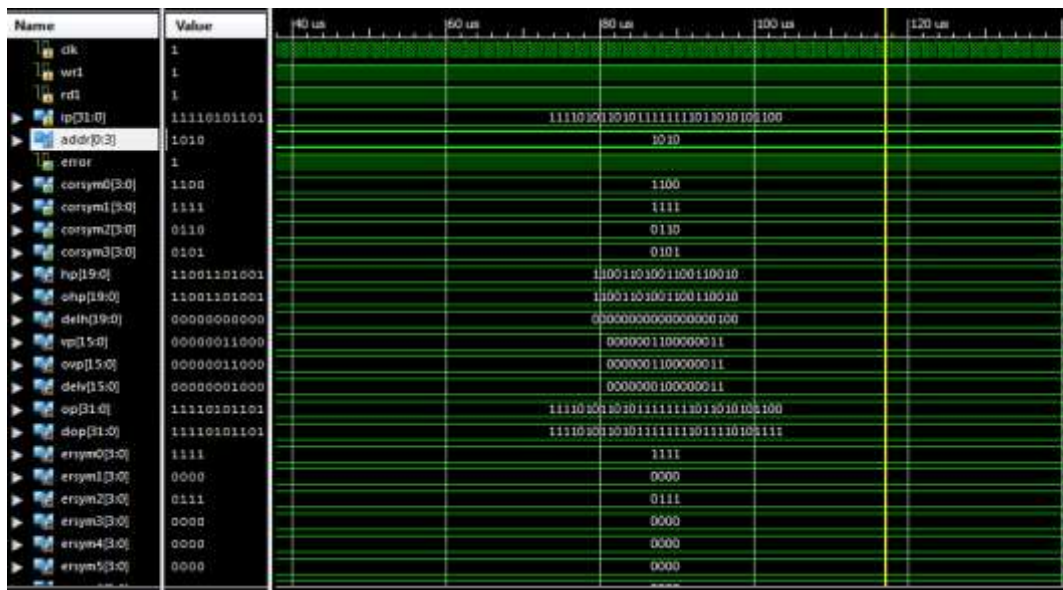 Name Value 40 us 60 us 80 us 100 us 120 us
clk 1
wr1 1
rd1 1
ip[31:0] 11110101101 11110101101011111111011010101100
addr[0:3] 1010 1010
error 1
corsym0[3:0] 1100 1100
corsym1[3:0] 1111 1111
corsym2[3:0] 0110 0110
corsym3[3:0] 0101 0101
hp[19:0] 11001101001 11001101001100110010
ohp[19:0] 11001101001 11001101001100110010
delh[19:0] 00000000000 00000000000000000100
vp[15:0] 00000011000 0000001100000011
ovp[15:0] 00000011000 0000001100000011
delv[15:0] 00000001000 0000000100000011
op[31:0] 11110101101 11110101101011111111011010101100
dop[31:0] 11110101101 11110101101011111111011110101111
ersym0[3:0] 1111 1111
ersym1[3:0] 0000 0000
ersym2[3:0] 0111 0111
ersym3[3:0] 0000 0000
ersym4[3:0] 0000 0000
ersym5[3:0] 0000 0000